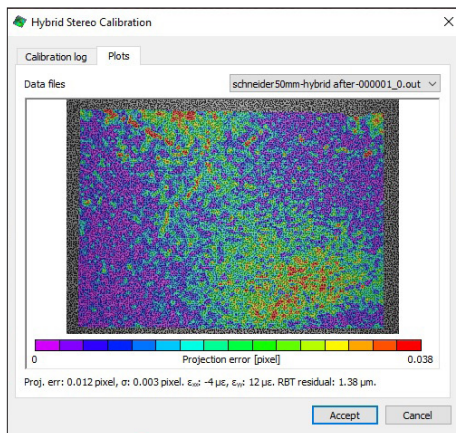 Hybrid Stereo Calibration
Calibration log Plots
Data files schneider50mm-hybrid after-000001_0.out
0 Projection error [pixel] 0.038
Proj. err: 0.012 pixel, σ: 0.003 pixel. εₓₓ: -4 µε, εᵧᵧ: 12 µε. RBT residual: 1.38 µm.
Accept Cancel